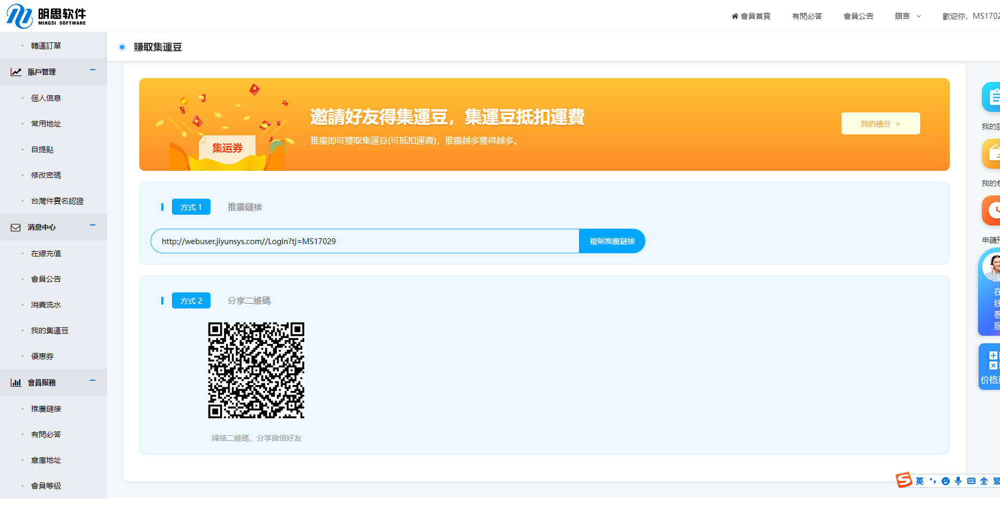 明思软件
MINGSI SOFTWARE
會員首頁
有問必答
會員公告
語言
歡迎你，MS1702
轉運訂單
賬戶管理
個人信息
常用地址
自提點
修改密碼
台灣件實名認證
消息中心
在線充值
會員公告
消費流水
我的集運豆
優惠券
會員服務
推廣鏈接
有問必答
倉庫地址
會員等級
賺取集運豆
集运券
邀請好友得集運豆，集運豆抵扣運費
推廣即可獲取集運豆(可抵扣運費)，推廣越多獲得越多。
我的積分 >
方式 1
推廣鏈接
http://webuser.jiyunsys.com//Login?tj=MS17029
複制推廣鏈接
方式 2
分享二維碼
掃描二維碼，分享微信好友
我的
我的
申請
在
线
客
服
价格
英
全
繁